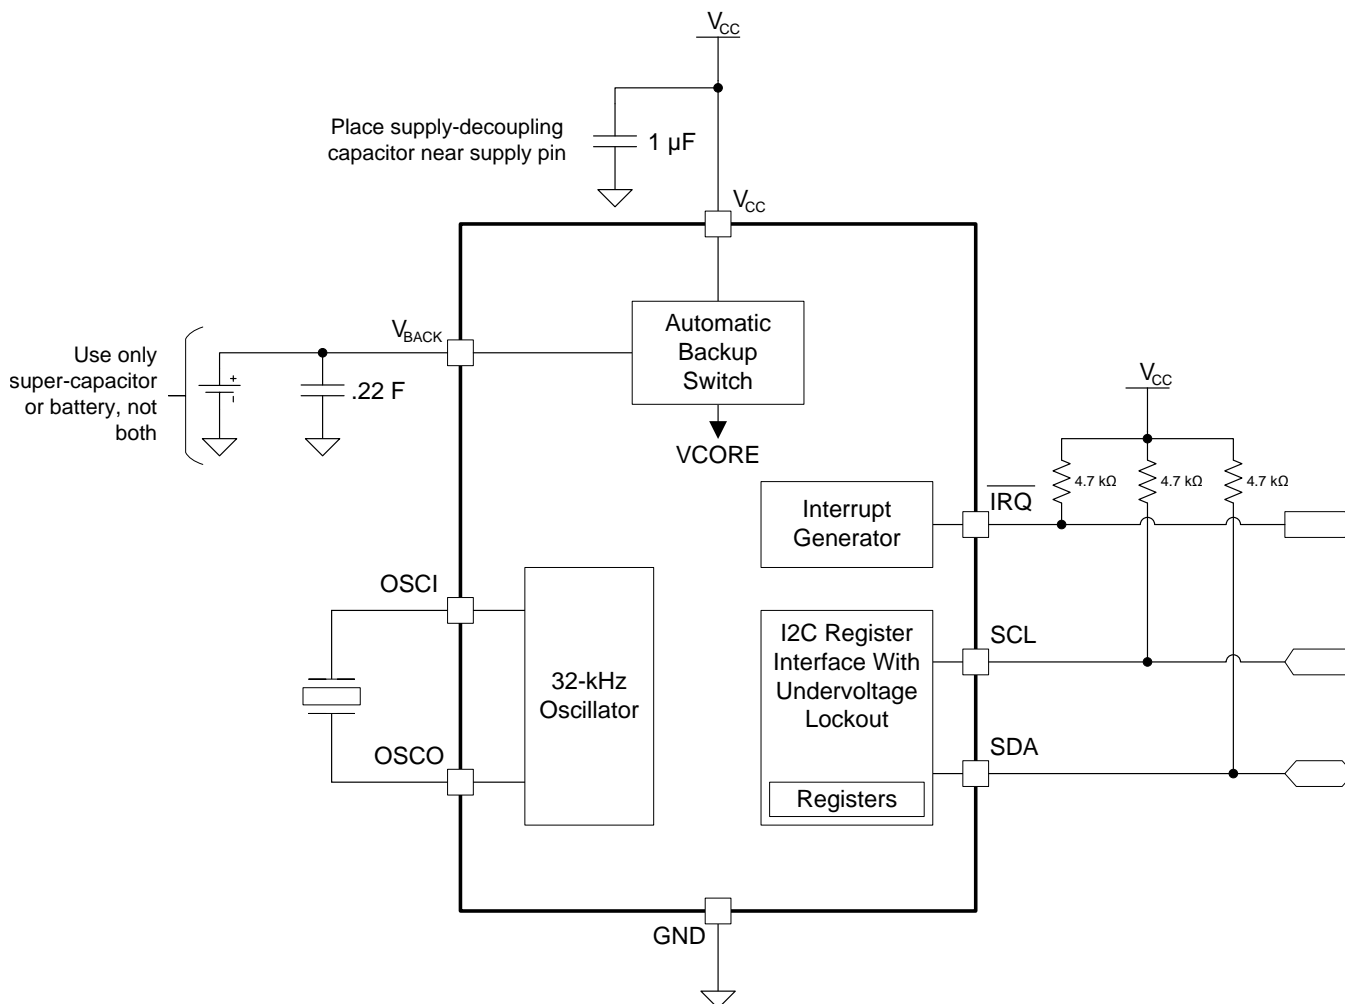 VCC
Place supply-decoupling
capacitor near supply pin
1 µF
VCC
VBACK
Automatic
Backup
Switch
Use only
super-capacitor
or battery, not
both
+
-
.22 F
VCORE
VCC
4.7 kΩ
4.7 kΩ
4.7 kΩ
IRQ
Interrupt
Generator
OSCI
32-kHz
Oscillator
OSCO
I2C Register
Interface With
Undervoltage
Lockout
Registers
SCL
SDA
GND